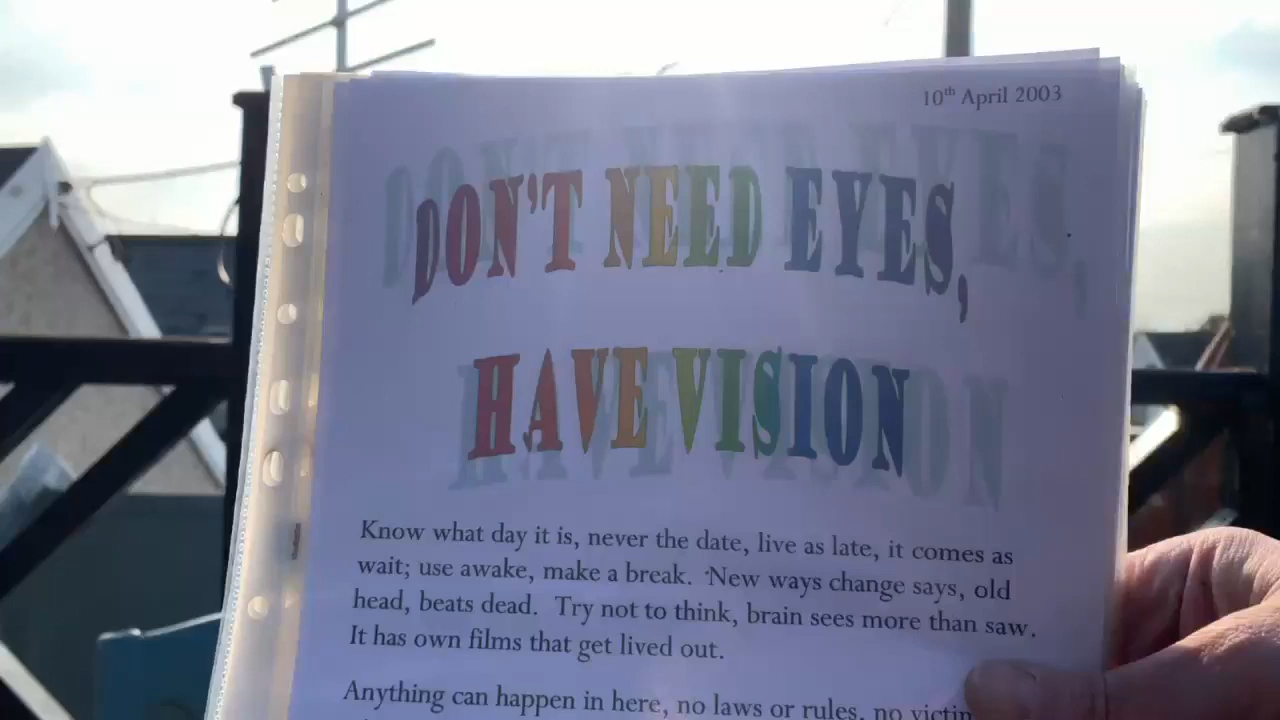 10th April 2003
DON'T NEED EYES,
HAVE VISION
Know what day it is, never the date, live as late, it comes as
wait; use awake, make a break. New ways change says, old
head, beats dead. Try not to think, brain sees more than saw.
It has own films that get lived out.
Anything can happen in here, no laws or rules, no